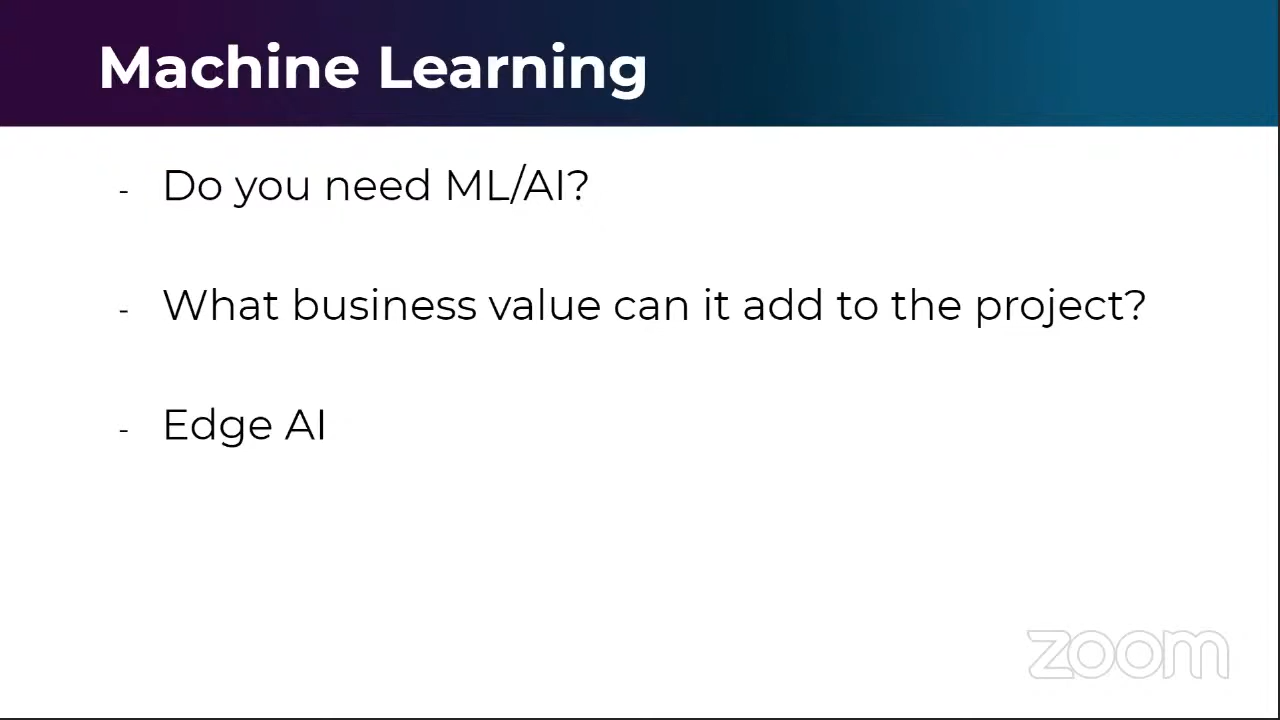 Machine Learning
- Do you need ML/AI?
- What business value can it add to the project?
- Edge AI
zoom